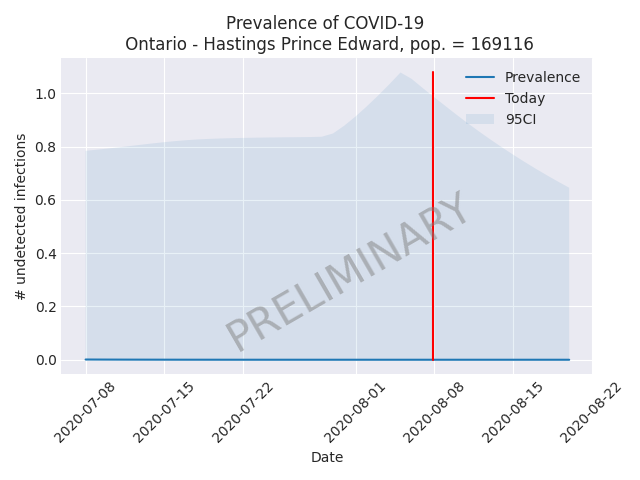 Prevalence of COVID-19
Ontario - Hastings Prince Edward, pop. = 169116
Prevalence
Today
95CI
# undetected infections
1.0
0.8
0.6
0.4
0.2
0.0
PRELIMINARY
2020-07-08
2020-07-15
2020-07-22
2020-08-01
2020-08-08
2020-08-15
2020-08-22
Date